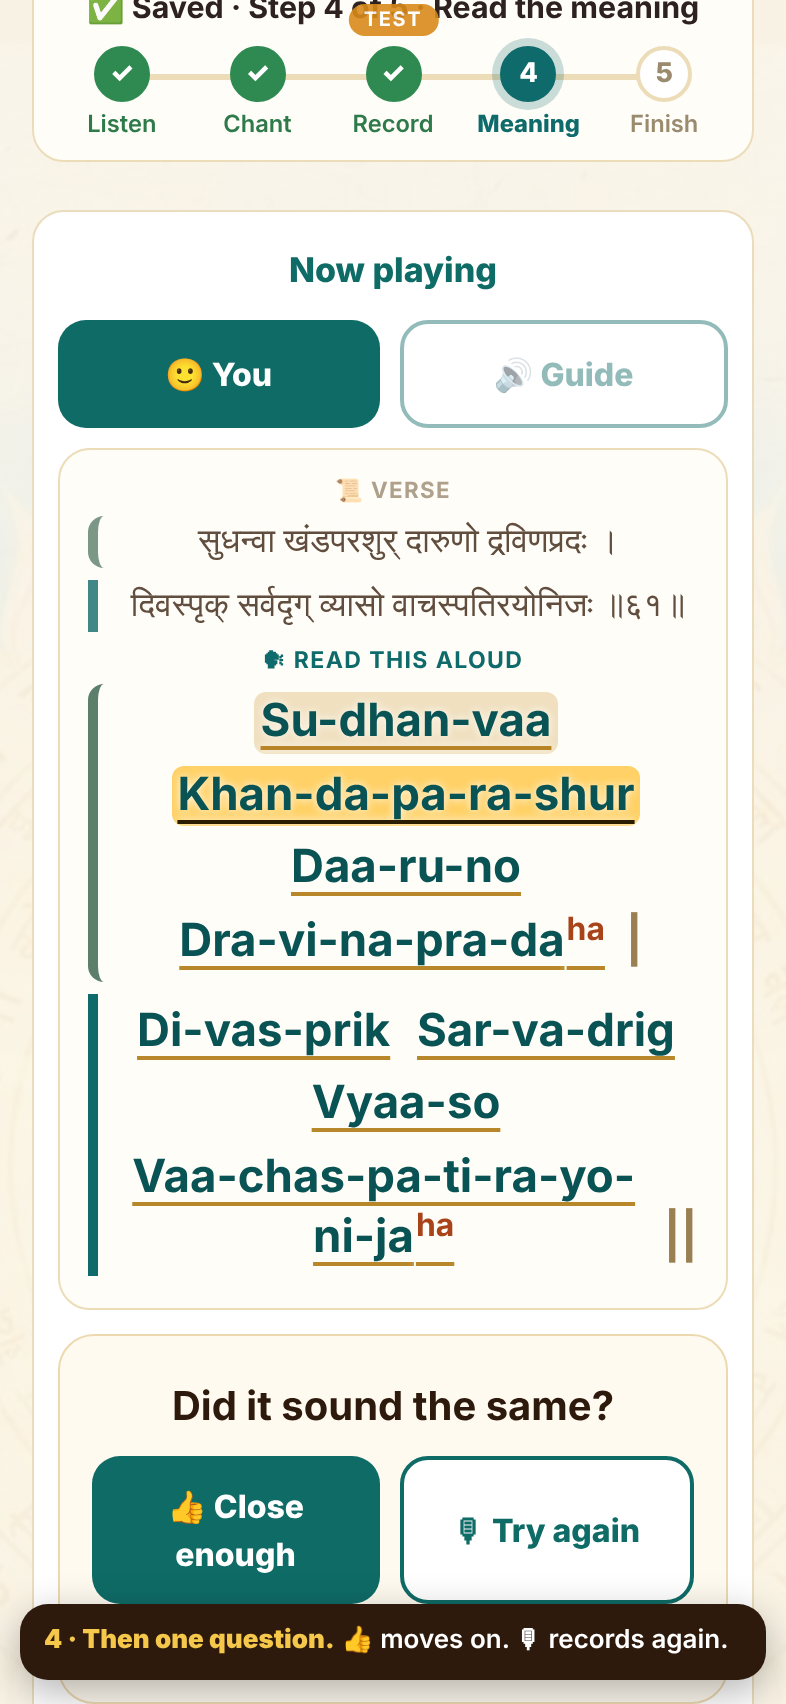 ✅ Saved · Step 4 of 5 · Read the meaning
TEST
✓ ✓ ✓ 4 5
Listen Chant Record Meaning Finish
Now playing
🙂 You 🔊 Guide
📜 VERSE
सुधन्वा खंडपरशुर् दारुणो द्रविणप्रदः ।
दिवस्पृक् सर्वदृग् व्यासो वाचस्पतिरयोनिजः ॥६१॥
🗣 READ THIS ALOUD
Su-dhan-vaa
Khan-da-pa-ra-shur
Daa-ru-no
Dra-vi-na-pra-daha |
Di-vas-prik Sar-va-drig
Vyaa-so
Vaa-chas-pa-ti-ra-yo-
ni-jaha ||
Did it sound the same?
👍 Close
enough
🎙 Try again
4 · Then one question. 👍 moves on. 🎙 records again.